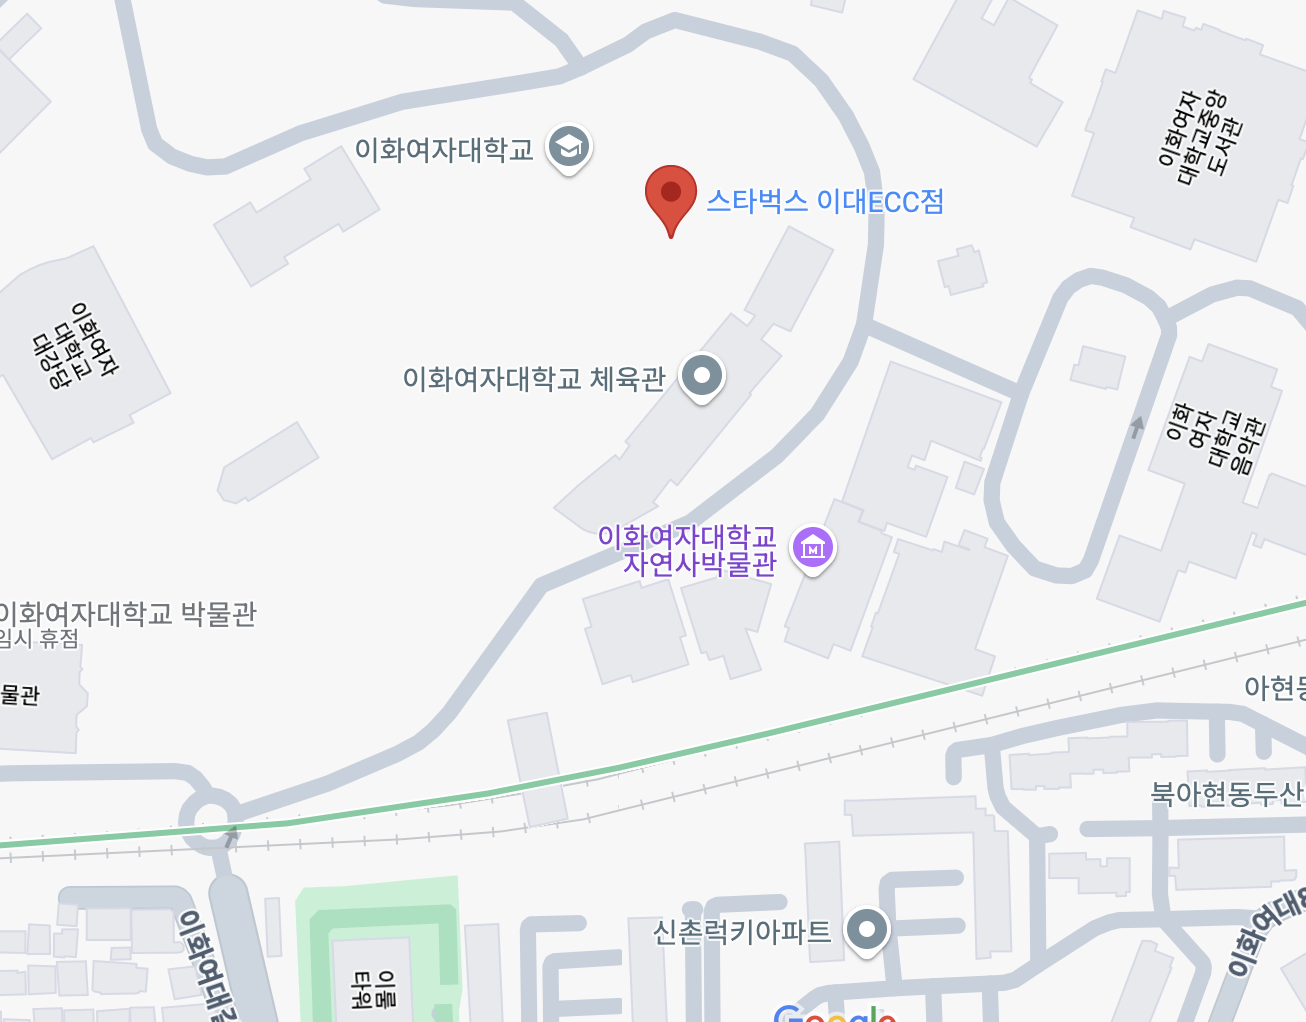 이화여자대학교
스타벅스 이대ECC점
이화여자
대학교중앙
도서관
이화여자
대학교
대강당
이화여자대학교 체육관
이화
여자
대학교
음악관
이화여자대학교
자연사박물관
이화여자대학교 박물관
임시 휴점
물관
아현동
북아현동두산
신촌럭키아파트
이화여대길
이룸
타워
이화여대8
Google